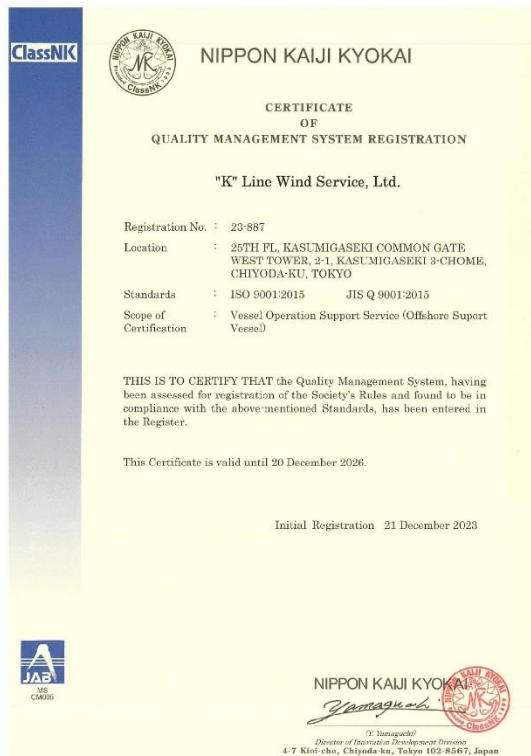 ClassNK
NIPPON KAIJI KYOKAI
NIPPON KAIJI KYOKAI
CERTIFICATE
OF
QUALITY MANAGEMENT SYSTEM REGISTRATION
"K" Line Wind Service, Ltd.
Registration No. : 23-887
Location : 25TH FL, KASUMIGASEKI COMMON GATE
WEST TOWER, 2-1, KASUMIGASEKI 3-CHOME,
CHIYODA-KU, TOKYO
Standards : ISO 9001:2015 JIS Q 9001:2015
Scope of : Vessel Operation Support Service (Offshore Suport
Certification Vessel)
THIS IS TO CERTIFY THAT the Quality Management System, having
been assessed for registration of the Society's Rules and found to be in
compliance with the above-mentioned Standards, has been entered in
the Register.
This Certificate is valid until 20 December 2026.
Initial Registration 21 December 2023
JAB
MS
CM005
NIPPON KAIJI KYOKAI
Yamaguchi
(Y. Yamaguchi)
Director of Innovation Development Division
4-7 Kioi-cho, Chiyoda-ku, Tokyo 102-8567, Japan